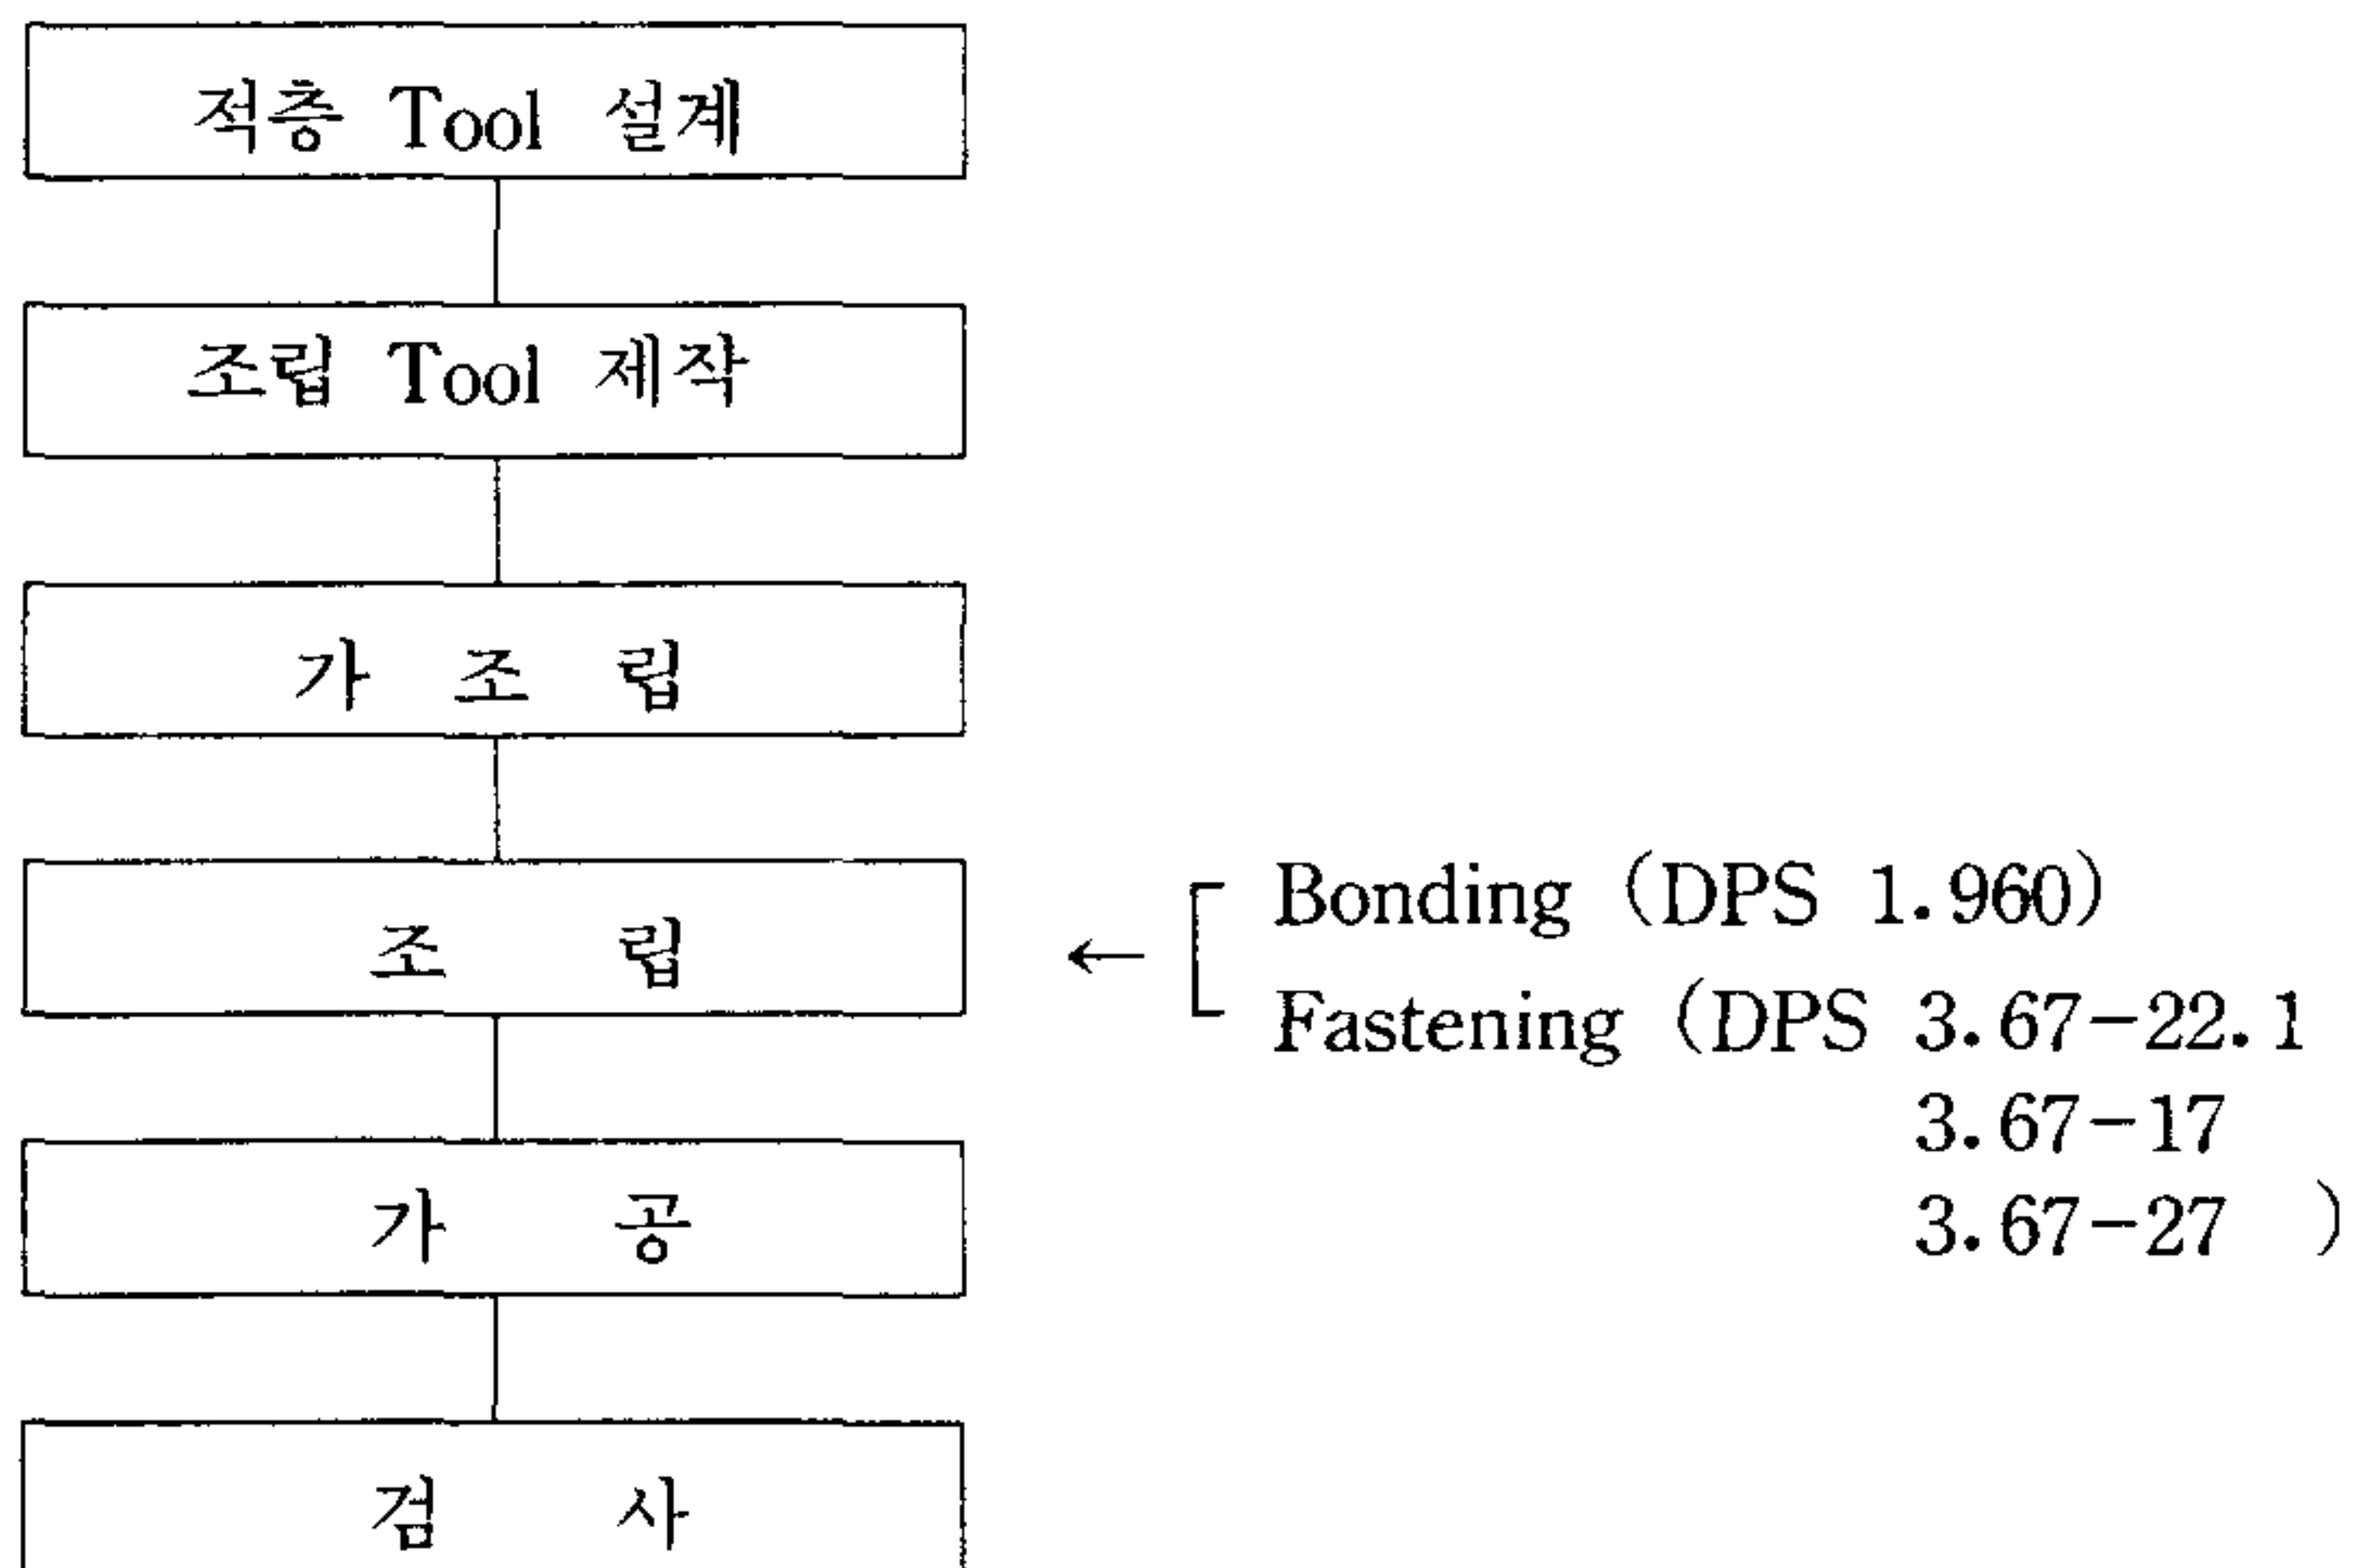 적층 Tool 설계
조립 Tool 제작
가 조 립
조 립
← [ Bonding (DPS 1.960)
Fastening (DPS 3.67-22.1
3.67-17
3.67-27 )
가 공
검 사